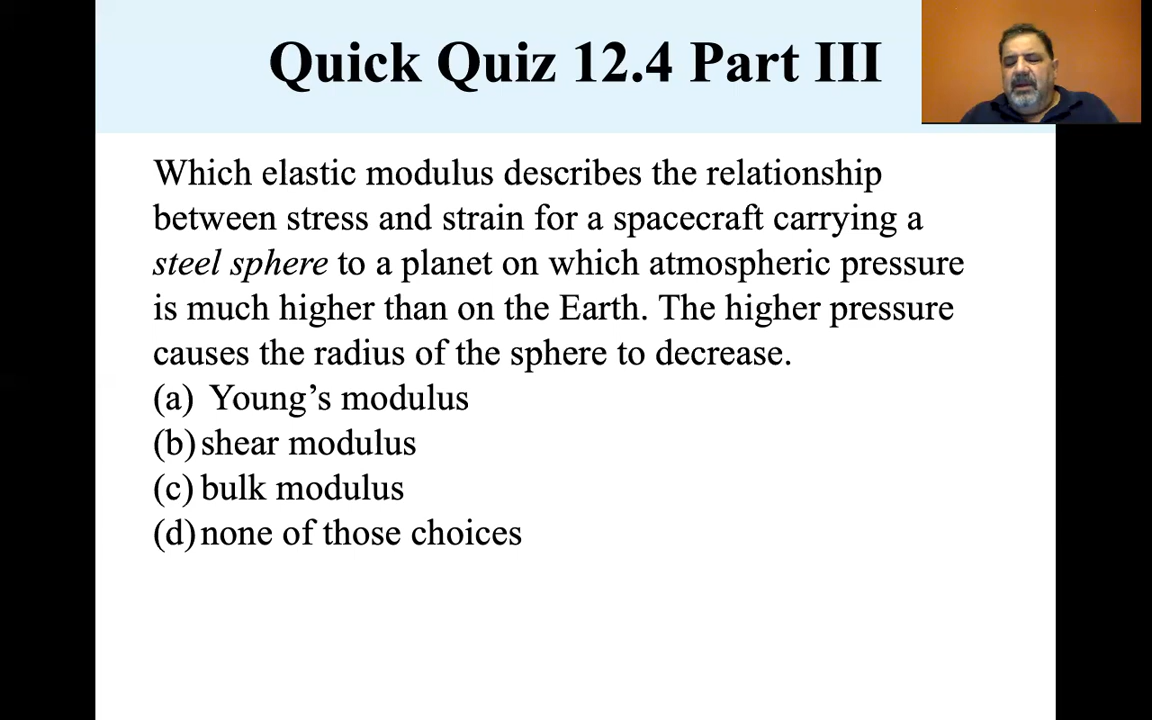 Quick Quiz 12.4 Part III
Which elastic modulus describes the relationship
between stress and strain for a spacecraft carrying a
steel sphere to a planet on which atmospheric pressure
is much higher than on the Earth. The higher pressure
causes the radius of the sphere to decrease.
(a) Young’s modulus
(b) shear modulus
(c) bulk modulus
(d) none of those choices